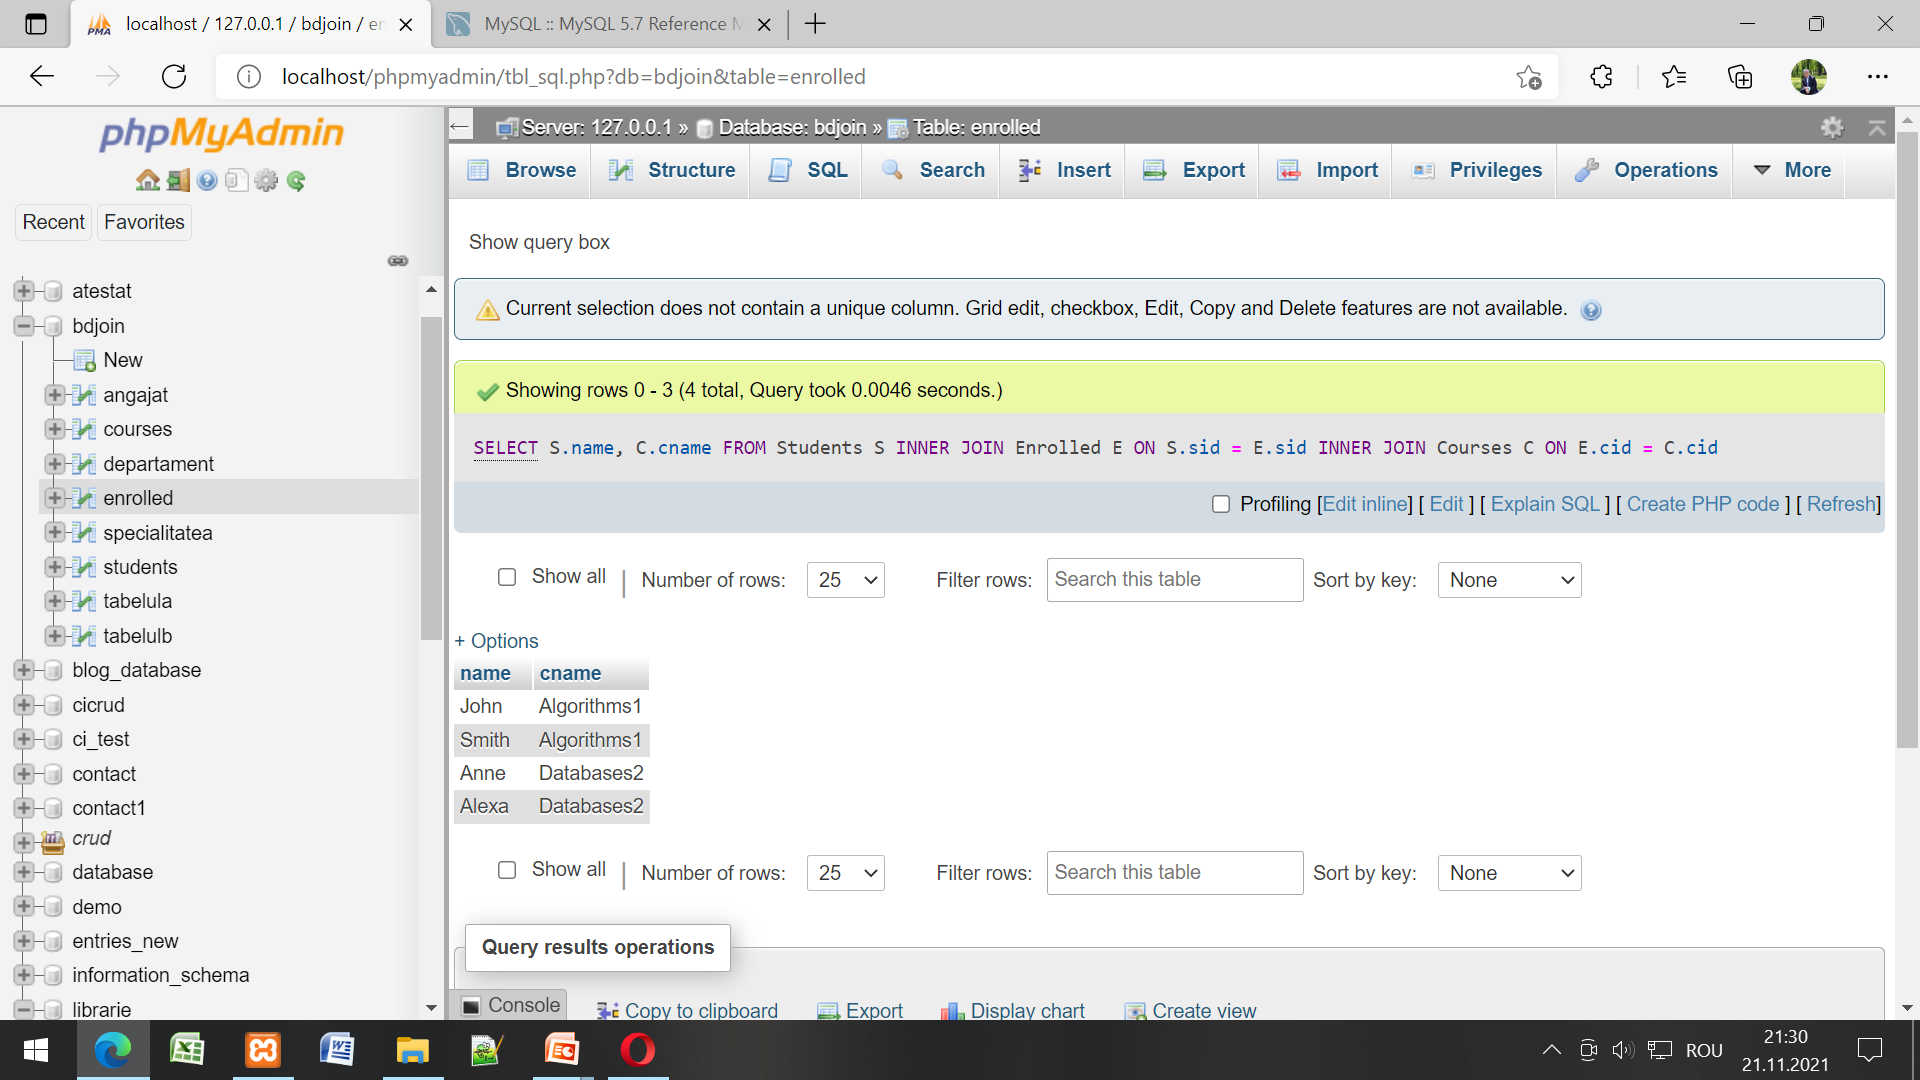 localhost / 127.0.0.1 / bdjoin / en
MySQL :: MySQL 5.7 Reference M
localhost/phpmyadmin/tbl_sql.php?db=bdjoin&table=enrolled
phpMyAdmin
Recent
Favorites
atestat
bdjoin
New
angajat
courses
departament
enrolled
specialitatea
students
tabelula
tabelulb
blog_database
cicrud
ci_test
contact
contact1
crud
database
demo
entries_new
information_schema
librarie
Server: 127.0.0.1 » Database: bdjoin » Table: enrolled
Browse Structure SQL Search Insert Export Import Privileges Operations More
Show query box
Current selection does not contain a unique column. Grid edit, checkbox, Edit, Copy and Delete features are not available.
Showing rows 0 - 3 (4 total, Query took 0.0046 seconds.)
SELECT S.name, C.cname FROM Students S INNER JOIN Enrolled E ON S.sid = E.sid INNER JOIN Courses C ON E.cid = C.cid
Profiling [Edit inline] [ Edit ] [ Explain SQL ] [ Create PHP code ] [ Refresh]
Show all | Number of rows: 25 Filter rows: Search this table Sort by key: None
+ Options
name cname
John Algorithms1
Smith Algorithms1
Anne Databases2
Alexa Databases2
Show all | Number of rows: 25 Filter rows: Search this table Sort by key: None
Query results operations
Console
Copy to clipboard Export Display chart Create view
ROU
21:30
21.11.2021